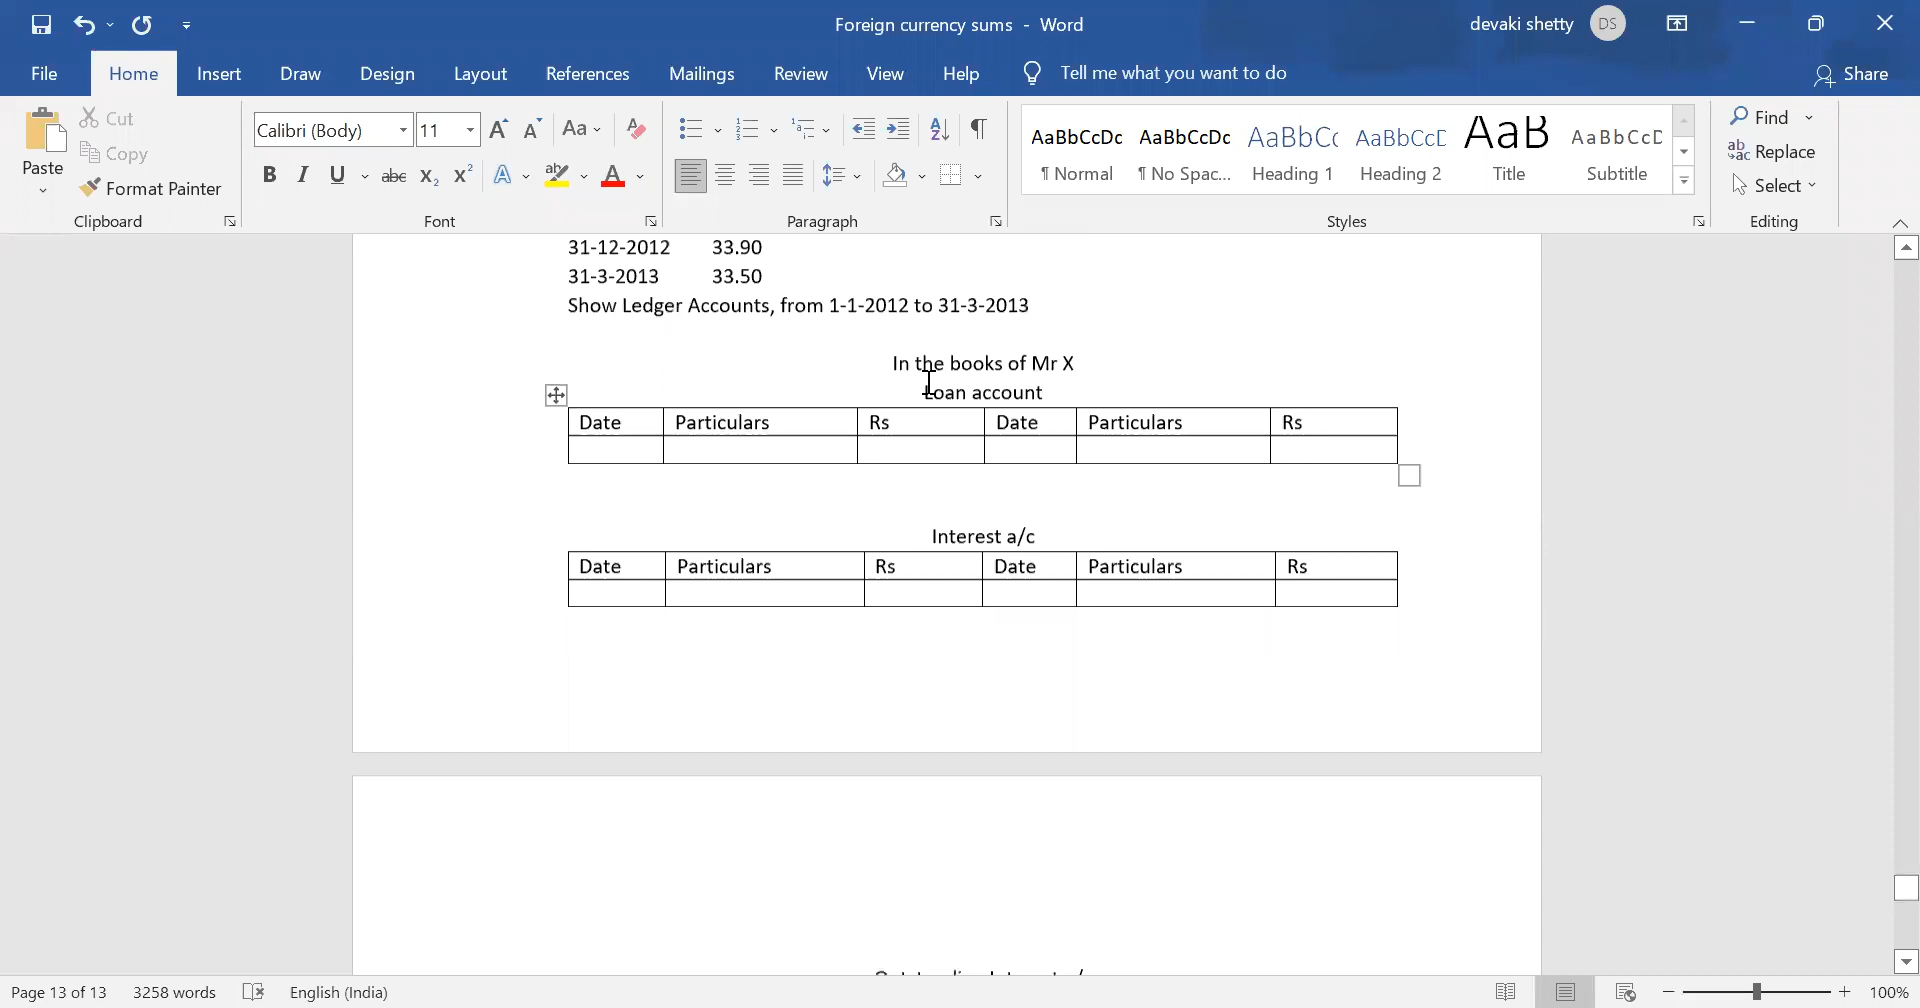 Foreign currency sums - Word
devaki shetty DS
File Home Insert Draw Design Layout References Mailings Review View Help Tell me what you want to do Share
Paste
Cut
Copy
Format Painter
Clipboard
Calibri (Body) 11
Font
Paragraph
AaBbCcDc AaBbCcDc AaBbCc AaBbCcD AaB AaBbCcD
¶ Normal ¶ No Spac... Heading 1 Heading 2 Title Subtitle
Styles
Find
Replace
Select
Editing
31-12-2012 33.90
31-3-2013 33.50
Show Ledger Accounts, from 1-1-2012 to 31-3-2013
In the books of Mr X
Loan account
Date Particulars Rs Date Particulars Rs
Interest a/c
Date Particulars Rs Date Particulars Rs
Page 13 of 13 3258 words English (India) 100%